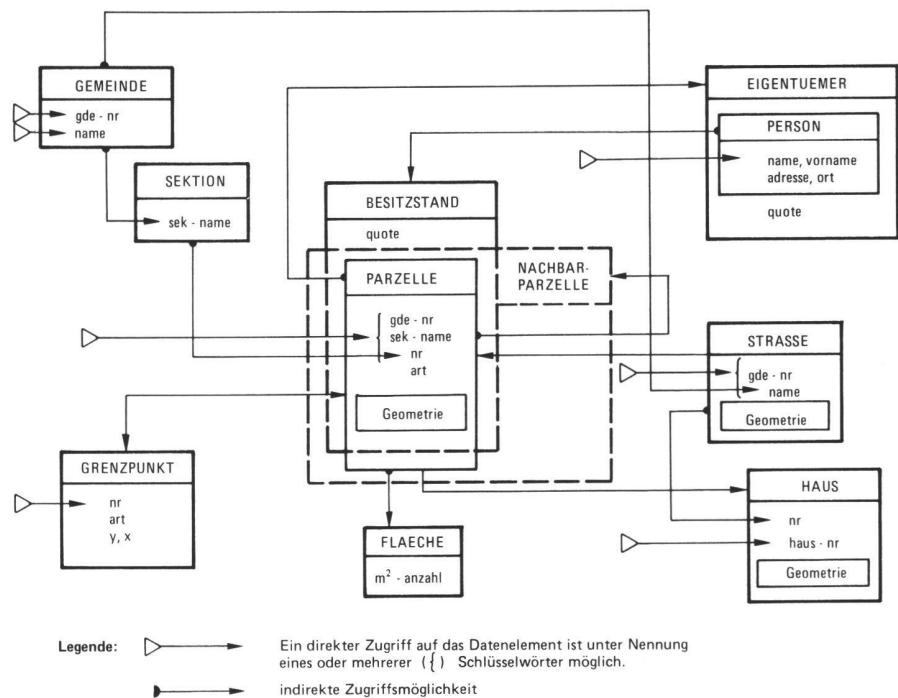 GEMEINDE
gde - nr
name
SEKTION
sek - name
BESITZSTAND
quote
PARZELLE
gde - nr
sek - name
nr
art
Geometrie
NACHBAR-
PARZELLE
EIGENTUEMER
PERSON
name, vorname
adresse, ort
quote
STRASSE
gde - nr
name
Geometrie
GRENZPUNKT
nr
art
y, x
FLAECHE
m² - anzahl
HAUS
nr
haus - nr
Geometrie
Legende: Ein direkter Zugriff auf das Datenelement ist unter Nennung
eines oder mehrerer ( { ) Schlüsselwörter möglich.
indirekte Zugriffsmöglichkeit